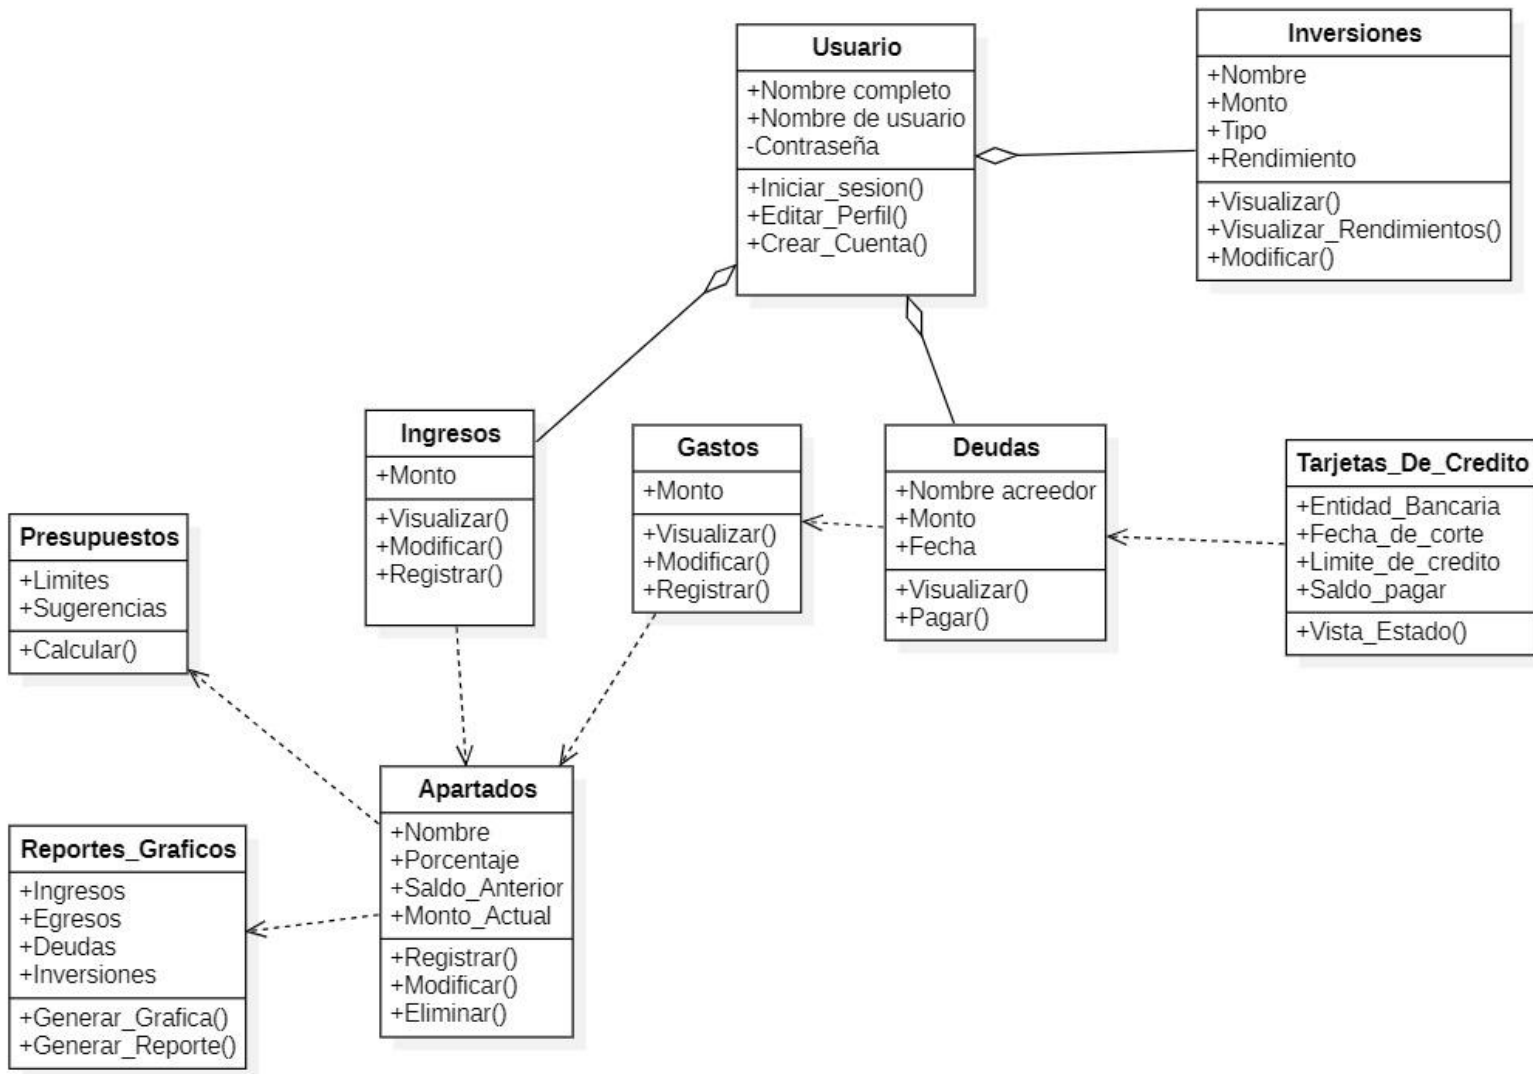 Usuario
+Nombre completo
+Nombre de usuario
-Contraseña
+Iniciar_sesion()
+Editar_Perfil()
+Crear_Cuenta()
Inversiones
+Nombre
+Monto
+Tipo
+Rendimiento
+Visualizar()
+Visualizar_Rendimientos()
+Modificar()
Ingresos
+Monto
+Visualizar()
+Modificar()
+Registrar()
Gastos
+Monto
+Visualizar()
+Modificar()
+Registrar()
Deudas
+Nombre acreedor
+Monto
+Fecha
+Visualizar()
+Pagar()
Tarjetas_De_Credito
+Entidad_Bancaria
+Fecha_de_corte
+Limite_de_credito
+Saldo_pagar
+Vista_Estado()
Presupuestos
+Limites
+Sugerencias
+Calcular()
Apartados
+Nombre
+Porcentaje
+Saldo_Anterior
+Monto_Actual
+Registrar()
+Modificar()
+Eliminar()
Reportes_Graficos
+Ingresos
+Egresos
+Deudas
+Inversiones
+Generar_Grafica()
+Generar_Reporte()